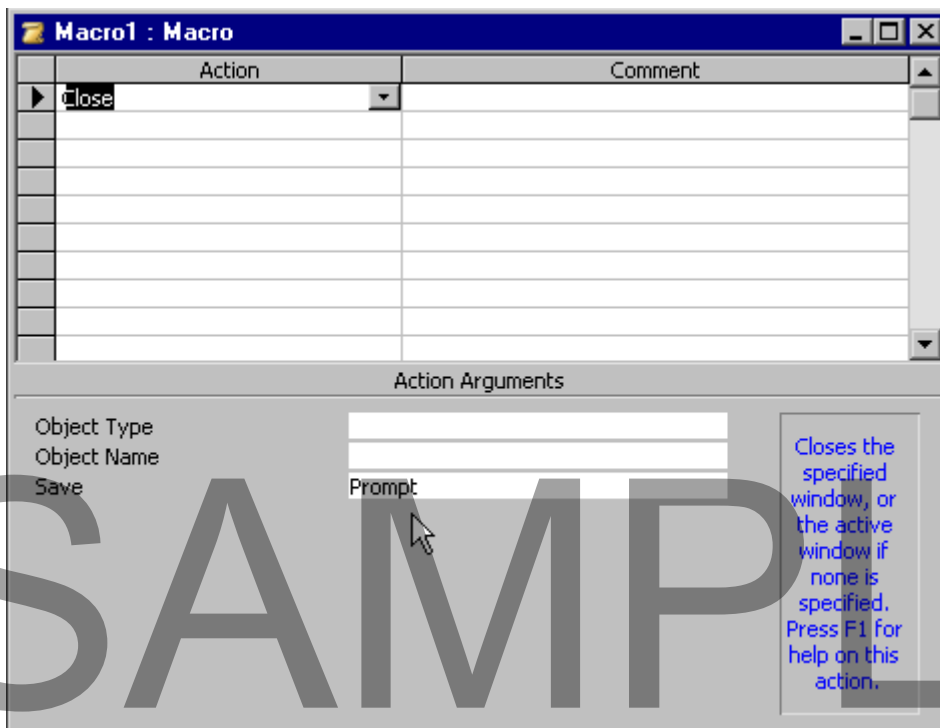 Macro1 : Macro
Action Comment
Close
Action Arguments
Object Type
Object Name
Save Prompt
Closes the
specified
window, or
the active
window if
none is
specified.
Press F1 for
help on this
action.
SAMPL